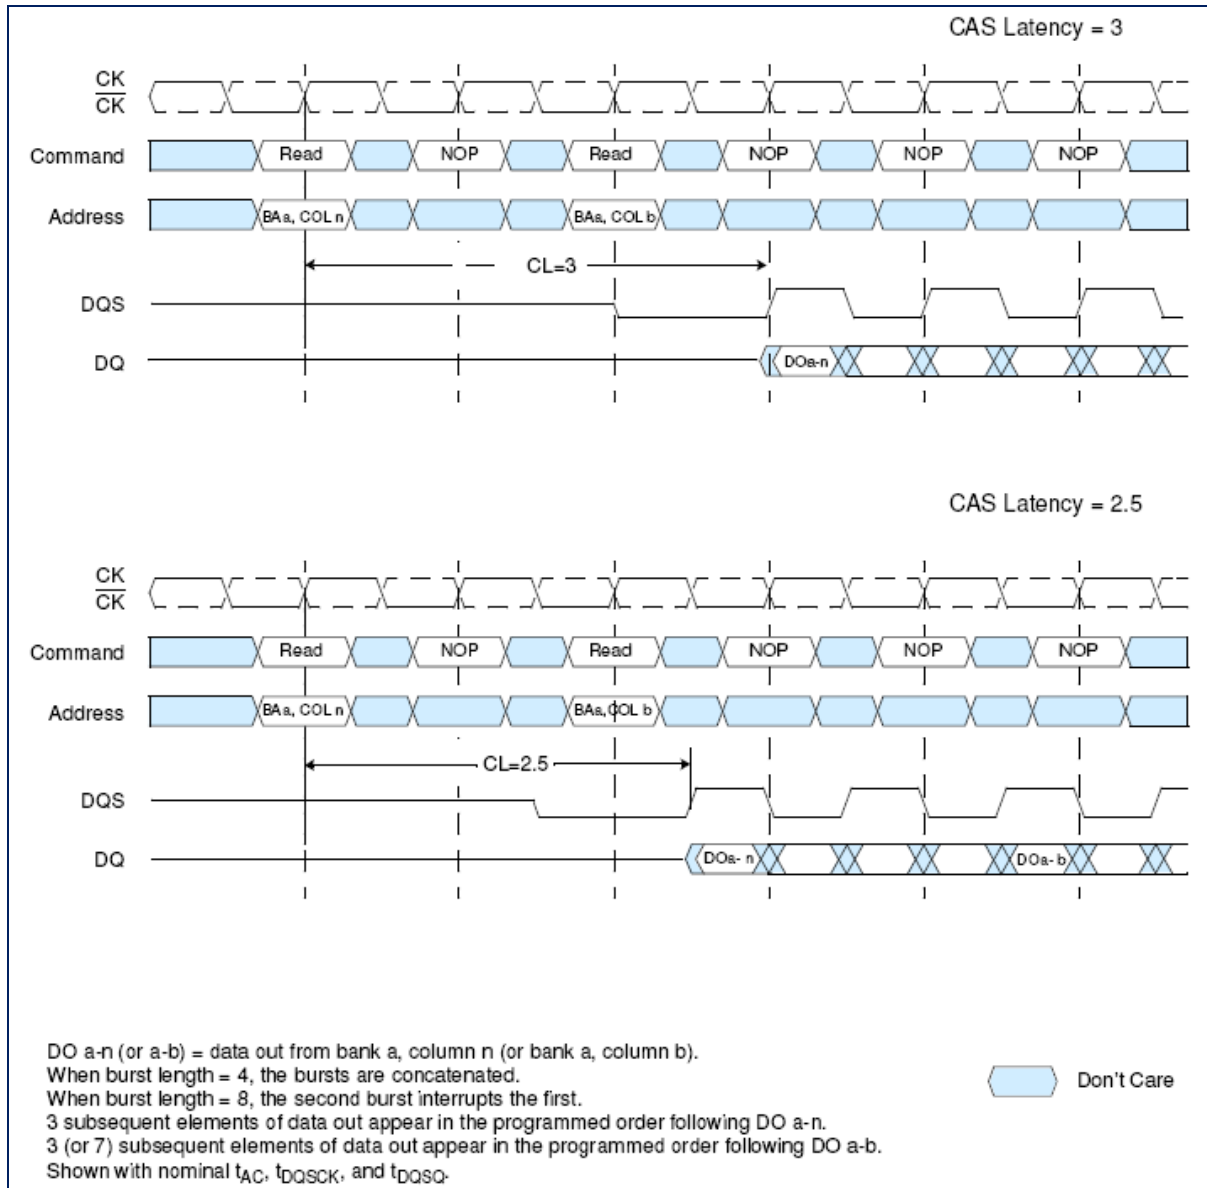 CAS Latency = 3
CK
CK
Command
Read
NOP
Read
NOP
NOP
NOP
Address
BAa, COL n
BAa, COL b
CL=3
DQS
DQ
DOa-n
CAS Latency = 2.5
CK
CK
Command
Read
NOP
Read
NOP
NOP
NOP
Address
BAa, COL n
BAa, COL b
CL=2.5
DQS
DQ
DOa- n
DOa- b
DO a-n (or a-b) = data out from bank a, column n (or bank a, column b).
When burst length = 4, the bursts are concatenated.
When burst length = 8, the second burst interrupts the first.
3 subsequent elements of data out appear in the programmed order following DO a-n.
3 (or 7) subsequent elements of data out appear in the programmed order following DO a-b.
Shown with nominal tAC, tDQSCK, and tDQSQ.
Don't Care